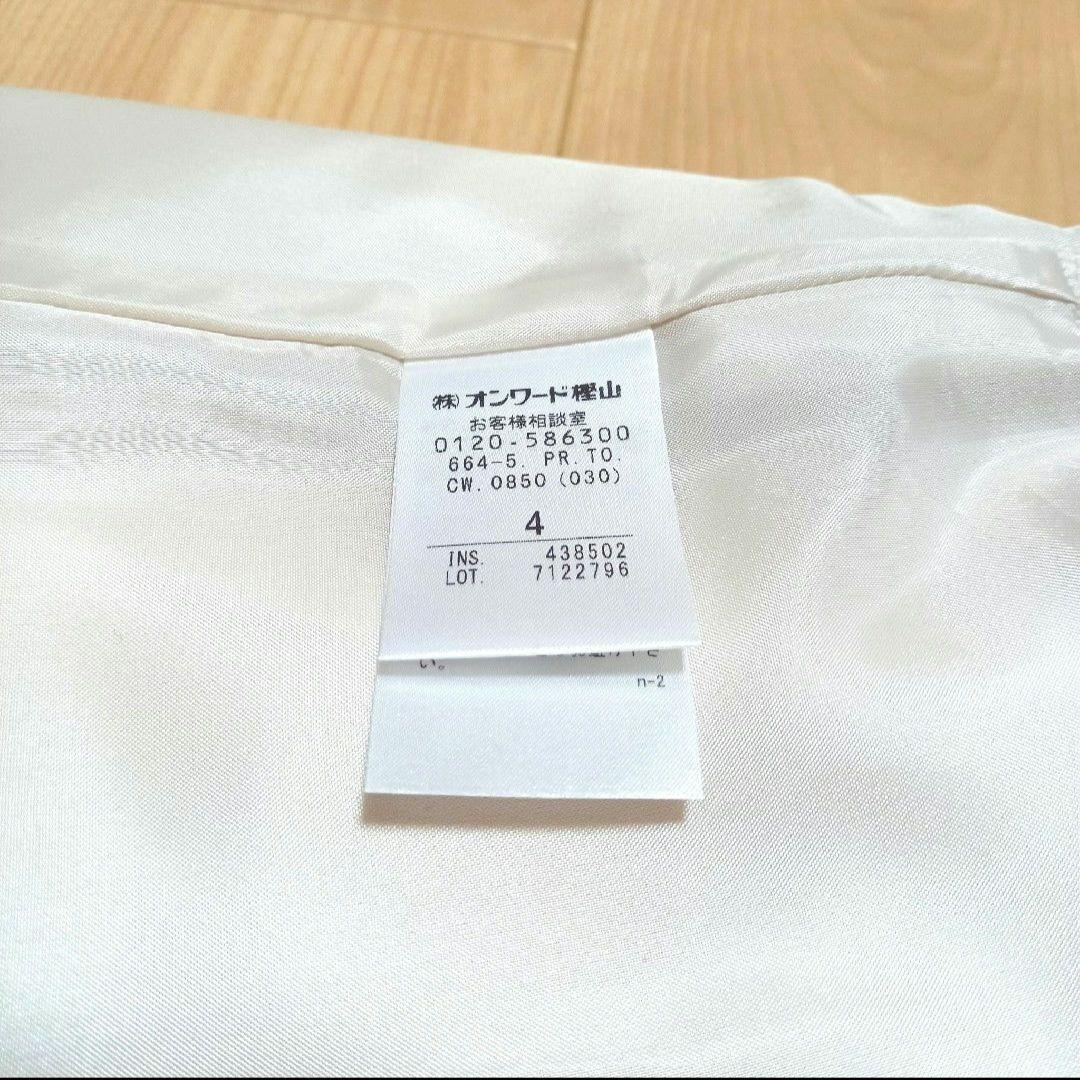 (株)オンワード樫山
お客様相談室
0120-586300
664-5. PR.TO.
CW.0850 (030)
4
INS. 438502
LOT. 7122796
い。
n-2